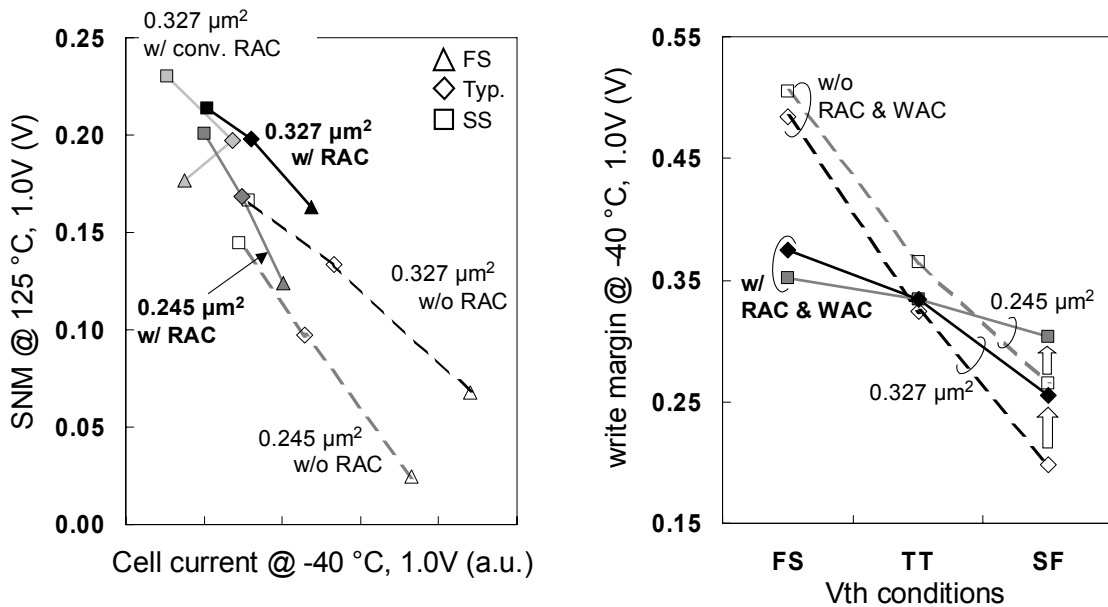 0.327 µm²
w/ conv. RAC
0.25
0.20
0.15
0.10
0.05
0.00
SNM @ 125 °C, 1.0V (V)
FS
Typ.
SS
0.327 µm²
w/ RAC
0.245 µm²
w/ RAC
0.327 µm²
w/o RAC
0.245 µm²
w/o RAC
Cell current @ -40 °C, 1.0V (a.u.)
0.55
0.45
0.35
0.25
0.15
write margin @ -40 °C, 1.0V (V)
w/o
RAC & WAC
w/
RAC & WAC
0.245 µm²
0.327 µm²
FS
TT
SF
Vth conditions